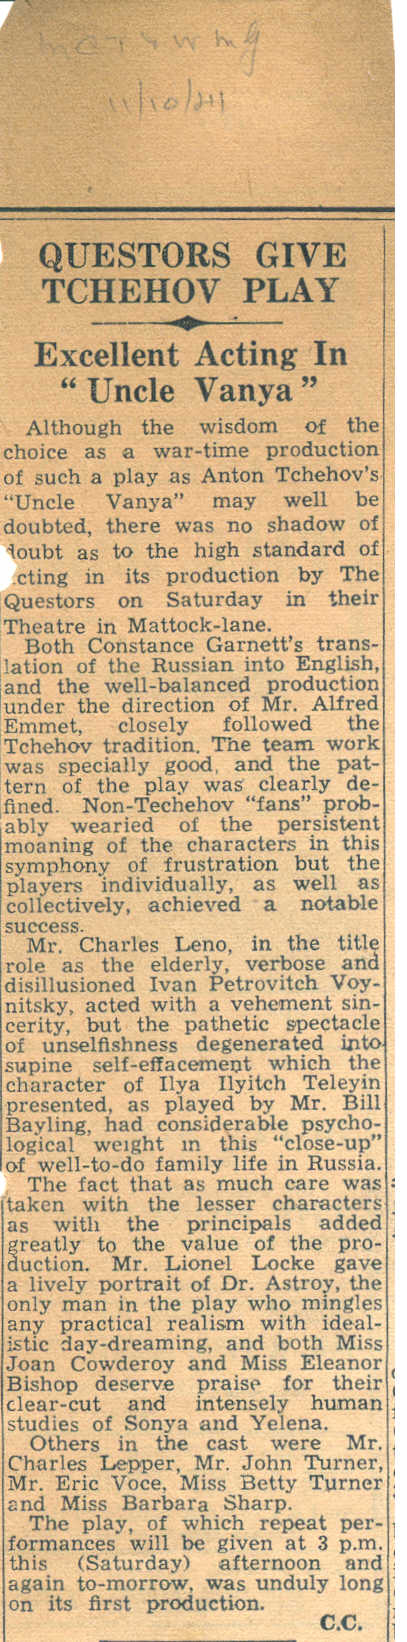 11/10/41
QUESTORS GIVE
TCHEHOV PLAY
Excellent Acting In
“Uncle Vanya”
Although the wisdom of the
choice as a war-time production
of such a play as Anton Tchehov's
“Uncle Vanya” may well be
doubted, there was no shadow of
doubt as to the high standard of
cting in its production by The
Questors on Saturday in their
Theatre in Mattock-lane.
Both Constance Garnett's trans-
lation of the Russian into English,
and the well-balanced production
under the direction of Mr. Alfred
Emmet, closely followed the
Tchehov tradition. The team work
was specially good, and the pat-
tern of the play was clearly de-
fined. Non-Techehov “fans” prob-
ably wearied of the persistent
moaning of the characters in this
symphony of frustration but the
players individually, as well as
collectively, achieved a notable
success.
Mr. Charles Leno, in the title
role as the elderly, verbose and
disillusioned Ivan Petrovitch Voy-
nitsky, acted with a vehement sin-
cerity, but the pathetic spectacle
of unselfishness degenerated into
supine self-effacement which the
character of Ilya Ilyitch Teleyin
presented, as played by Mr. Bill
Bayling, had considerable psycho-
logical weight in this “close-up”
of well-to-do family life in Russia.
The fact that as much care was
taken with the lesser characters
as with the principals added
greatly to the value of the pro-
duction. Mr. Lionel Locke gave
a lively portrait of Dr. Astroy, the
only man in the play who mingles
any practical realism with ideal-
istic day-dreaming, and both Miss
Joan Cowderoy and Miss Eleanor
Bishop deserve praise for their
clear-cut and intensely human
studies of Sonya and Yelena.
Others in the cast were Mr.
Charles Lepper, Mr. John Turner,
Mr. Eric Voce, Miss Betty Turner
and Miss Barbara Sharp.
The play, of which repeat per-
formances will be given at 3 p.m.
this (Saturday) afternoon and
again to-morrow, was unduly long
on its first production.
C.C.